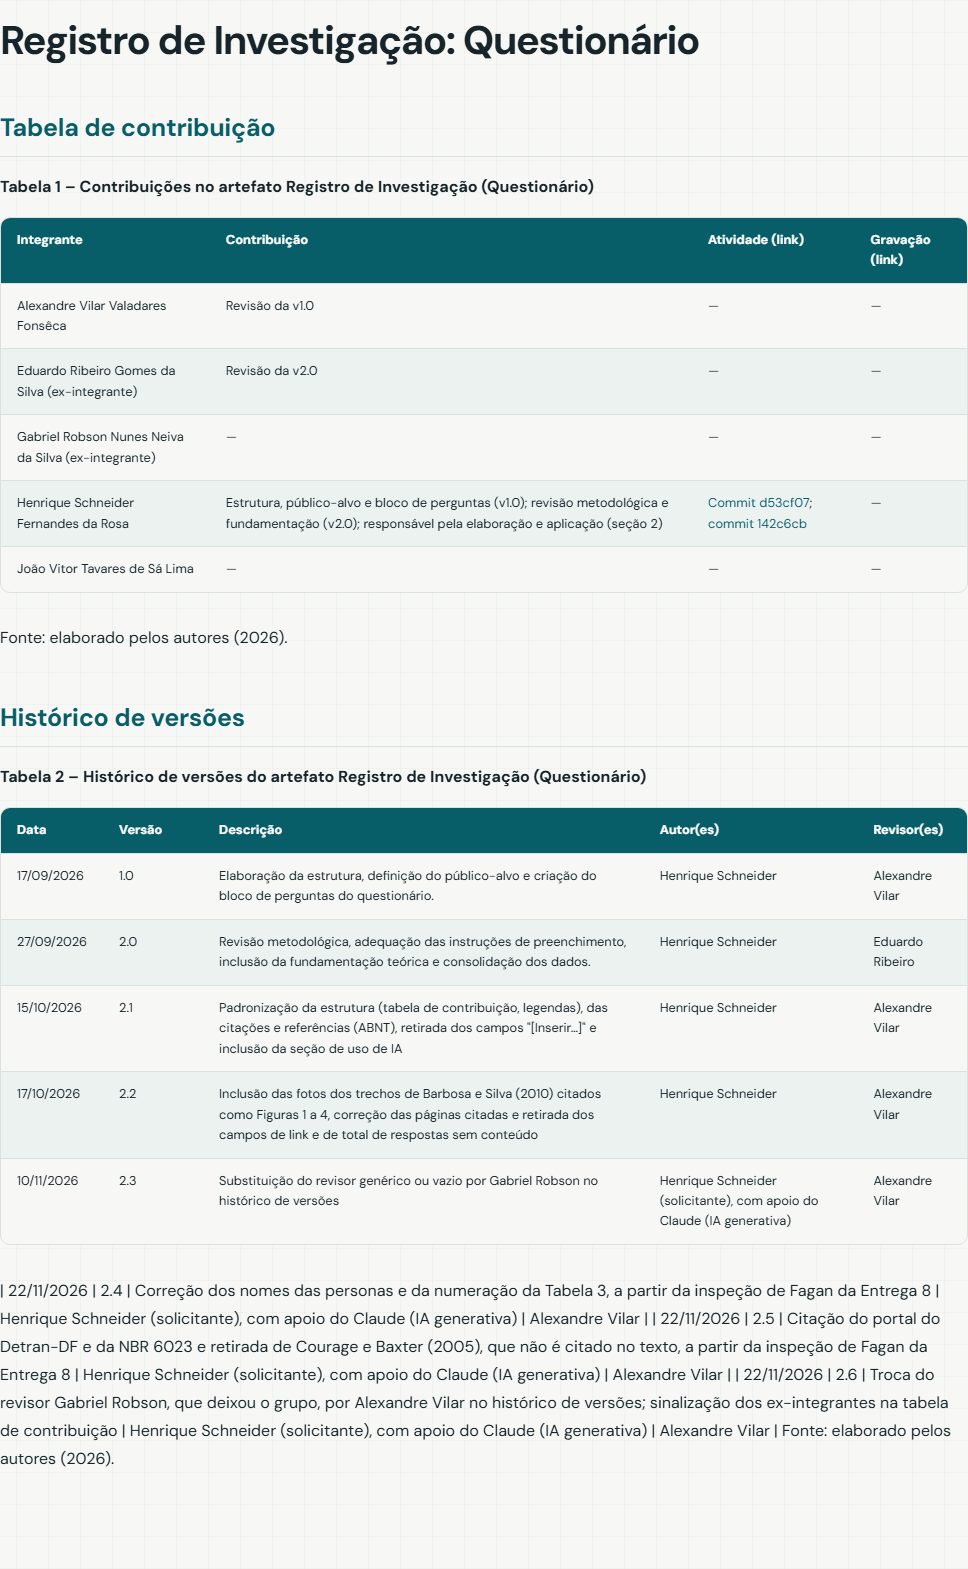 Registro de Investigação: Questionário
Tabela de contribuição
Tabela 1 – Contribuições no artefato Registro de Investigação (Questionário)
Integrante Contribuição Atividade (link) Gravação
(link)
Alexandre Vilar Valadares Revisão da v1.0 — —
Fonsêca
Eduardo Ribeiro Gomes da Revisão da v2.0 — —
Silva (ex-integrante)
Gabriel Robson Nunes Neiva — — —
da Silva (ex-integrante)
Henrique Schneider Estrutura, público-alvo e bloco de perguntas (v1.0); revisão metodológica e Commit d53cf07; —
Fernandes da Rosa fundamentação (v2.0); responsável pela elaboração e aplicação (seção 2) commit 142c6cb
João Vitor Tavares de Sá Lima — — —
Fonte: elaborado pelos autores (2026).
Histórico de versões
Tabela 2 – Histórico de versões do artefato Registro de Investigação (Questionário)
Data Versão Descrição Autor(es) Revisor(es)
17/09/2026 1.0 Elaboração da estrutura, definição do público-alvo e criação do Henrique Schneider Alexandre
bloco de perguntas do questionário. Vilar
27/09/2026 2.0 Revisão metodológica, adequação das instruções de preenchimento, Henrique Schneider Eduardo
inclusão da fundamentação teórica e consolidação dos dados. Ribeiro
15/10/2026 2.1 Padronização da estrutura (tabela de contribuição, legendas), das Henrique Schneider Alexandre
citações e referências (ABNT), retirada dos campos "[Inserir...]" e Vilar
inclusão da seção de uso de IA
17/10/2026 2.2 Inclusão das fotos dos trechos de Barbosa e Silva (2010) citados Henrique Schneider Alexandre
como Figuras 1 a 4, correção das páginas citadas e retirada dos Vilar
campos de link e de total de respostas sem conteúdo
10/11/2026 2.3 Substituição do revisor genérico ou vazio por Gabriel Robson no Henrique Schneider Alexandre
histórico de versões (solicitante), com apoio do Vilar
Claude (IA generativa)
| 22/11/2026 | 2.4 | Correção dos nomes das personas e da numeração da Tabela 3, a partir da inspeção de Fagan da Entrega 8 |
Henrique Schneider (solicitante), com apoio do Claude (IA generativa) | Alexandre Vilar | | 22/11/2026 | 2.5 | Citação do portal do
Detran-DF e da NBR 6023 e retirada de Courage e Baxter (2005), que não é citado no texto, a partir da inspeção de Fagan da
Entrega 8 | Henrique Schneider (solicitante), com apoio do Claude (IA generativa) | Alexandre Vilar | | 22/11/2026 | 2.6 | Troca do
revisor Gabriel Robson, que deixou o grupo, por Alexandre Vilar no histórico de versões; sinalização dos ex-integrantes na tabela
de contribuição | Henrique Schneider (solicitante), com apoio do Claude (IA generativa) | Alexandre Vilar | Fonte: elaborado pelos
autores (2026).